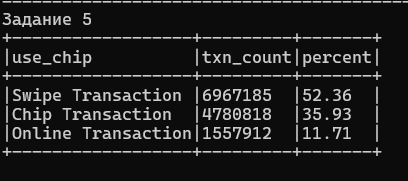 Задание 5
+------------------+---------+-------+
|use_chip          |txn_count|percent|
+------------------+---------+-------+
|Swipe Transaction |6967185  |52.36  |
|Chip Transaction  |4780818  |35.93  |
|Online Transaction|1557912  |11.71  |
+------------------+---------+-------+